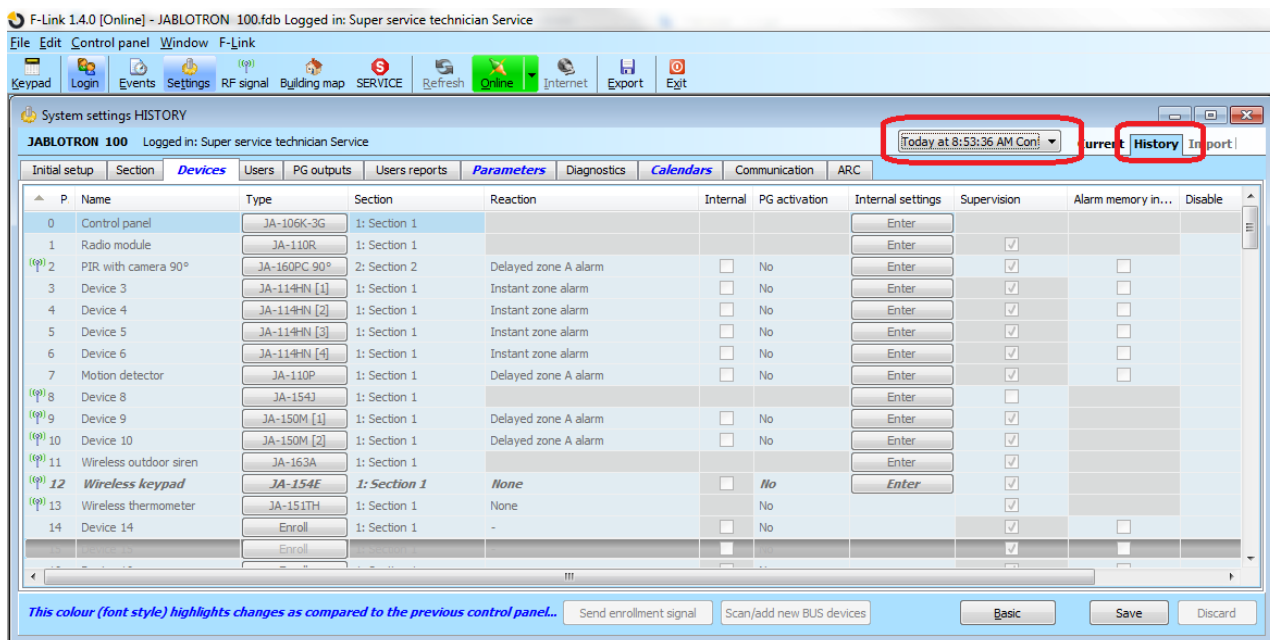 F-Link 1.4.0 [Online] - JABLOTRON 100.fdb Logged in: Super service technician Service
File Edit Control panel Window F-Link
Keypad Login Events Settings RF signal Building map SERVICE Refresh Online Internet Export Exit
System settings HISTORY
JABLOTRON 100 Logged in: Super service technician Service Today at 8:53:36 AM Conf Current History Import
Initial setup Section Devices Users PG outputs Users reports Parameters Diagnostics Calendars Communication ARC
P Name Type Section Reaction Internal PG activation Internal settings Supervision Alarm memory in... Disable
0 Control panel JA-106K-3G 1: Section 1 Enter
1 Radio module JA-110R 1: Section 1 Enter
2 PIR with camera 90° JA-160PC 90° 2: Section 2 Delayed zone A alarm No Enter
3 Device 3 JA-114HN [1] 1: Section 1 Instant zone alarm No Enter
4 Device 4 JA-114HN [2] 1: Section 1 Instant zone alarm No Enter
5 Device 5 JA-114HN [3] 1: Section 1 Instant zone alarm No Enter
6 Device 6 JA-114HN [4] 1: Section 1 Instant zone alarm No Enter
7 Motion detector JA-110P 1: Section 1 Delayed zone A alarm No Enter
8 Device 8 JA-154J 1: Section 1 Enter
9 Device 9 JA-150M [1] 1: Section 1 Delayed zone A alarm No Enter
10 Device 10 JA-150M [2] 1: Section 1 Delayed zone A alarm No Enter
11 Wireless outdoor siren JA-163A 1: Section 1 Enter
12 Wireless keypad JA-154E 1: Section 1 None No Enter
13 Wireless thermometer JA-151TH 1: Section 1 None No
14 Device 14 Enroll 1: Section 1 - No
15 Device 15 Enroll 1: Section 1 - No
This colour (font style) highlights changes as compared to the previous control panel... Send enrollment signal Scan/add new BUS devices Basic Save Discard